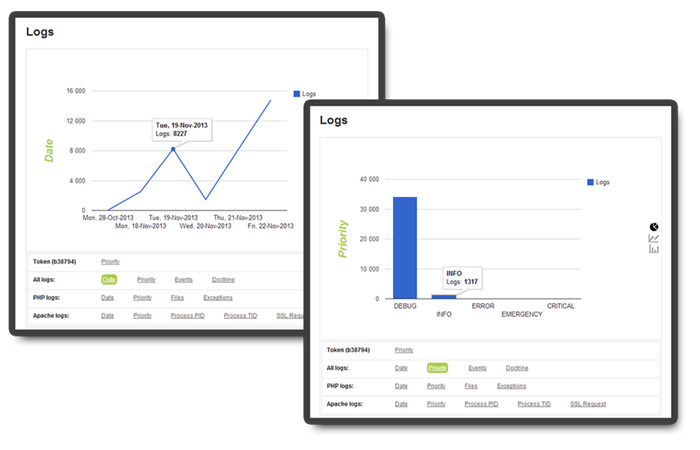 Logs
16 000
Logs
12 000
Tue, 19-Nov-2013
Logs: 8227
8 000
4 000
0
Date
Mon, 28-Oct-2013 Tue, 19-Nov-2013 Thu, 21-Nov-2013
Mon, 18-Nov-2013 Wed, 20-Nov-2013 Fri, 22-Nov-2013
Token (b38794) Priority
All logs: Date Priority Events Doctrine
PHP logs: Date Priority Files Exceptions
Apache logs: Date Priority Process PID Process TID SSL Reque
Logs
40 000
Logs
30 000
20 000
10 000
0
Priority
INFO
Logs: 1317
DEBUG ERROR CRITICAL
INFO EMERGENCY
Token (b38794) Priority
All logs: Date Priority Events Doctrine
PHP logs: Date Priority Files Exceptions
Apache logs: Date Priority Process PID Process TID SSL Request